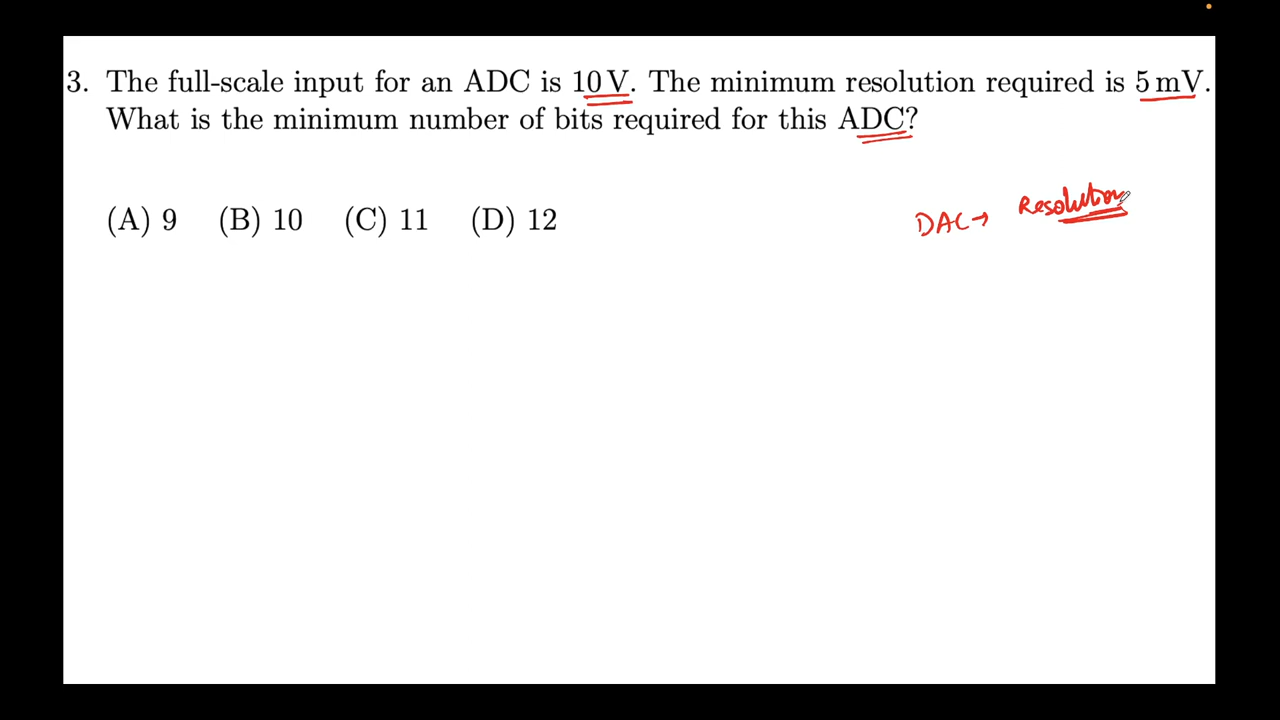 3. The full-scale input for an ADC is 10 V. The minimum resolution required is 5 mV.
What is the minimum number of bits required for this ADC?
(A) 9 (B) 10 (C) 11 (D) 12
DAC → Resolution